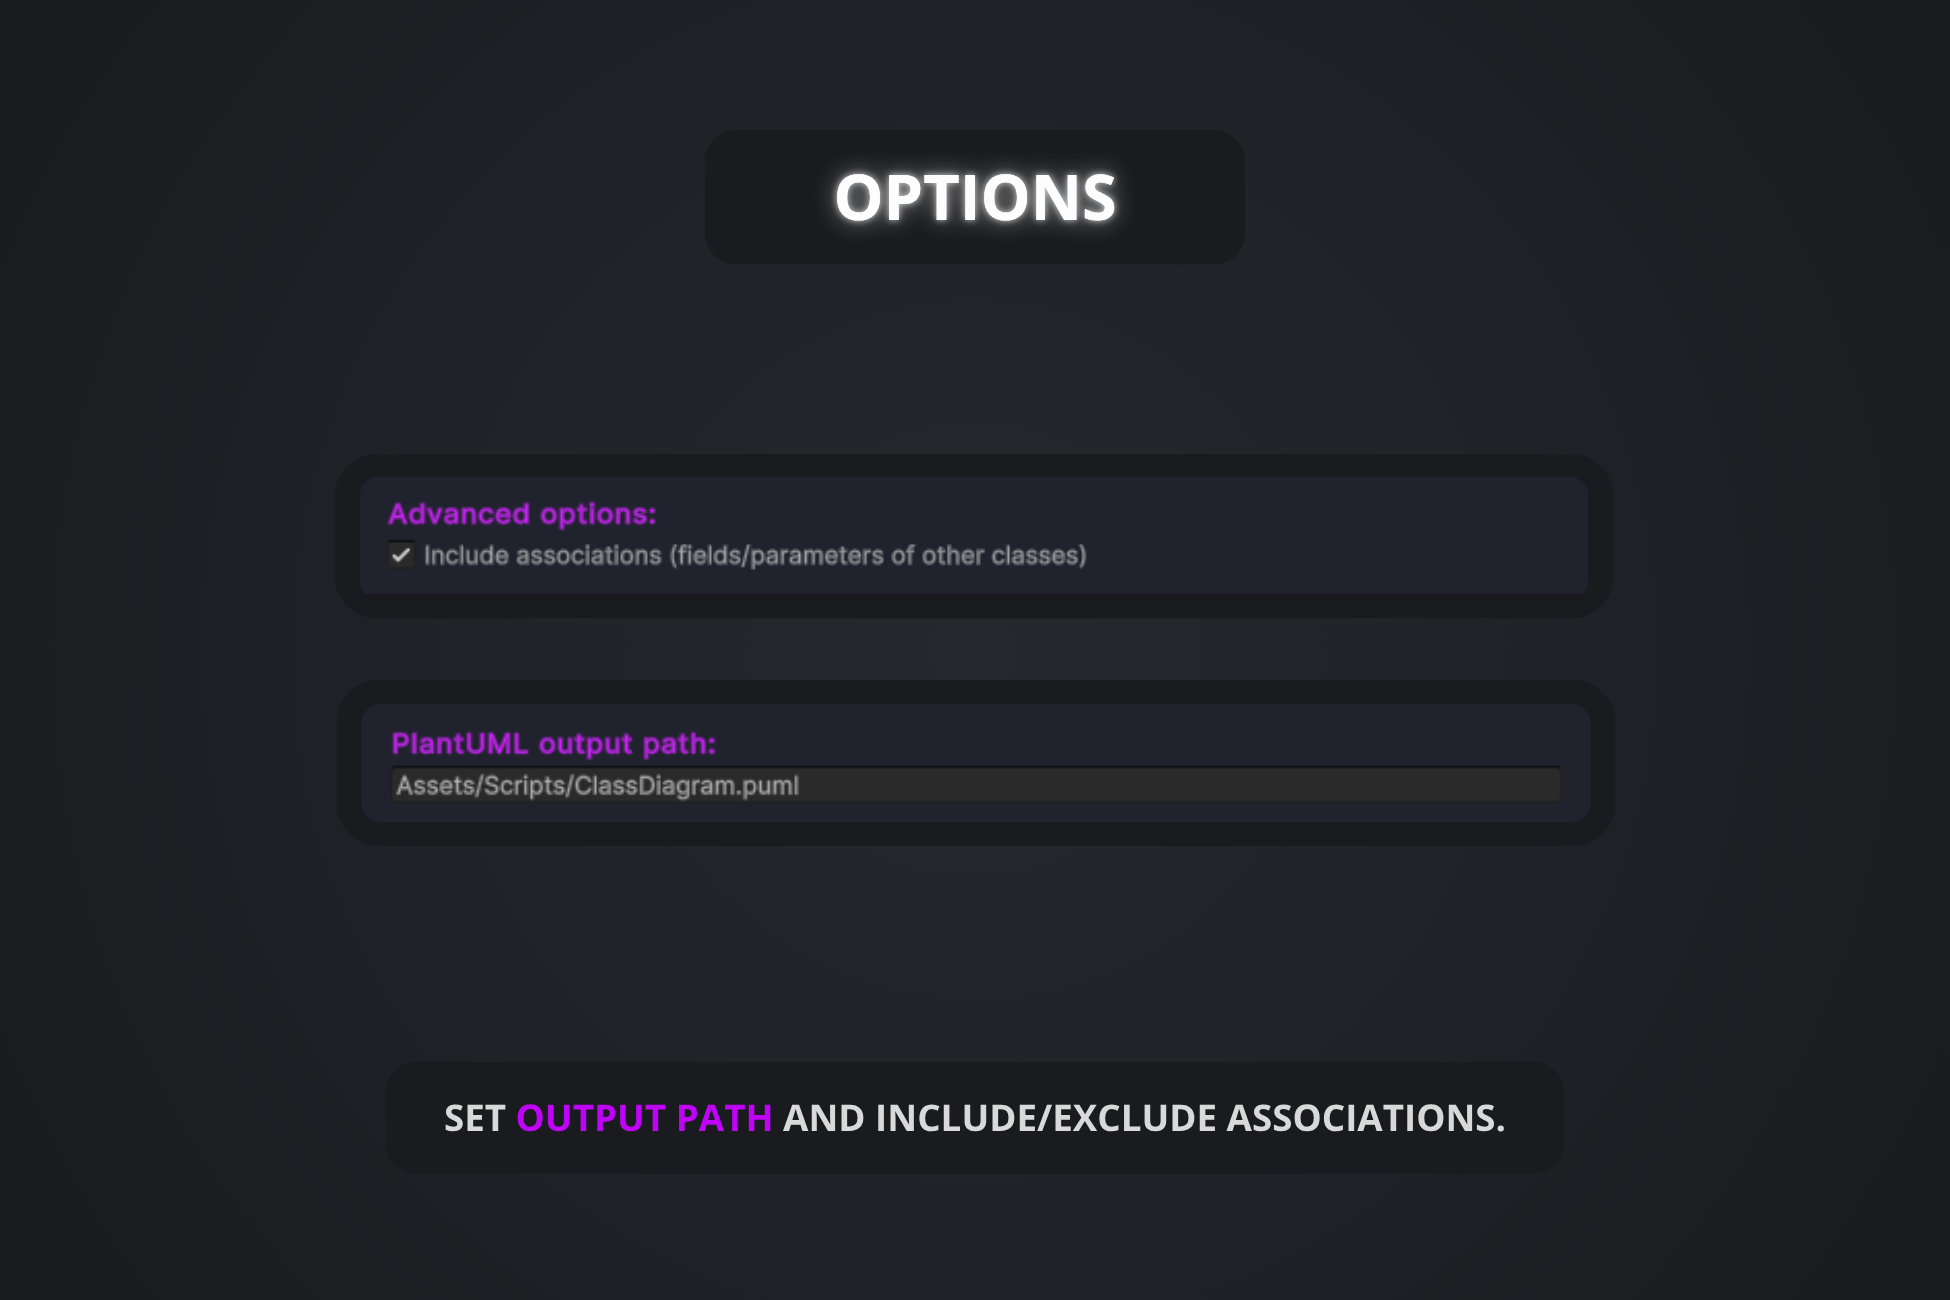 OPTIONS
Advanced options:
Include associations (fields/parameters of other classes)
PlantUML output path:
Assets/Scripts/ClassDiagram.puml
SET OUTPUT PATH AND INCLUDE/EXCLUDE ASSOCIATIONS.